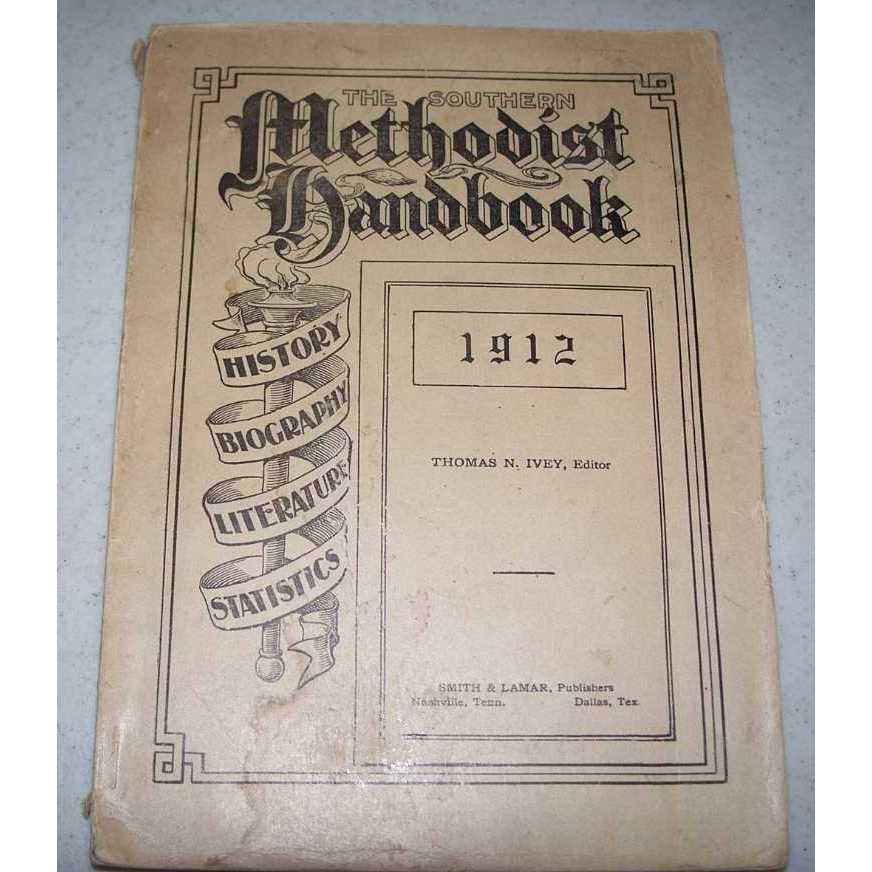 THE SOUTHERN
Methodist
Handbook
HISTORY
BIOGRAPHY
LITERATURE
STATISTICS
1912
THOMAS N. IVEY, Editor
SMITH & LAMAR, Publishers
Nashville, Tenn. Dallas, Tex.